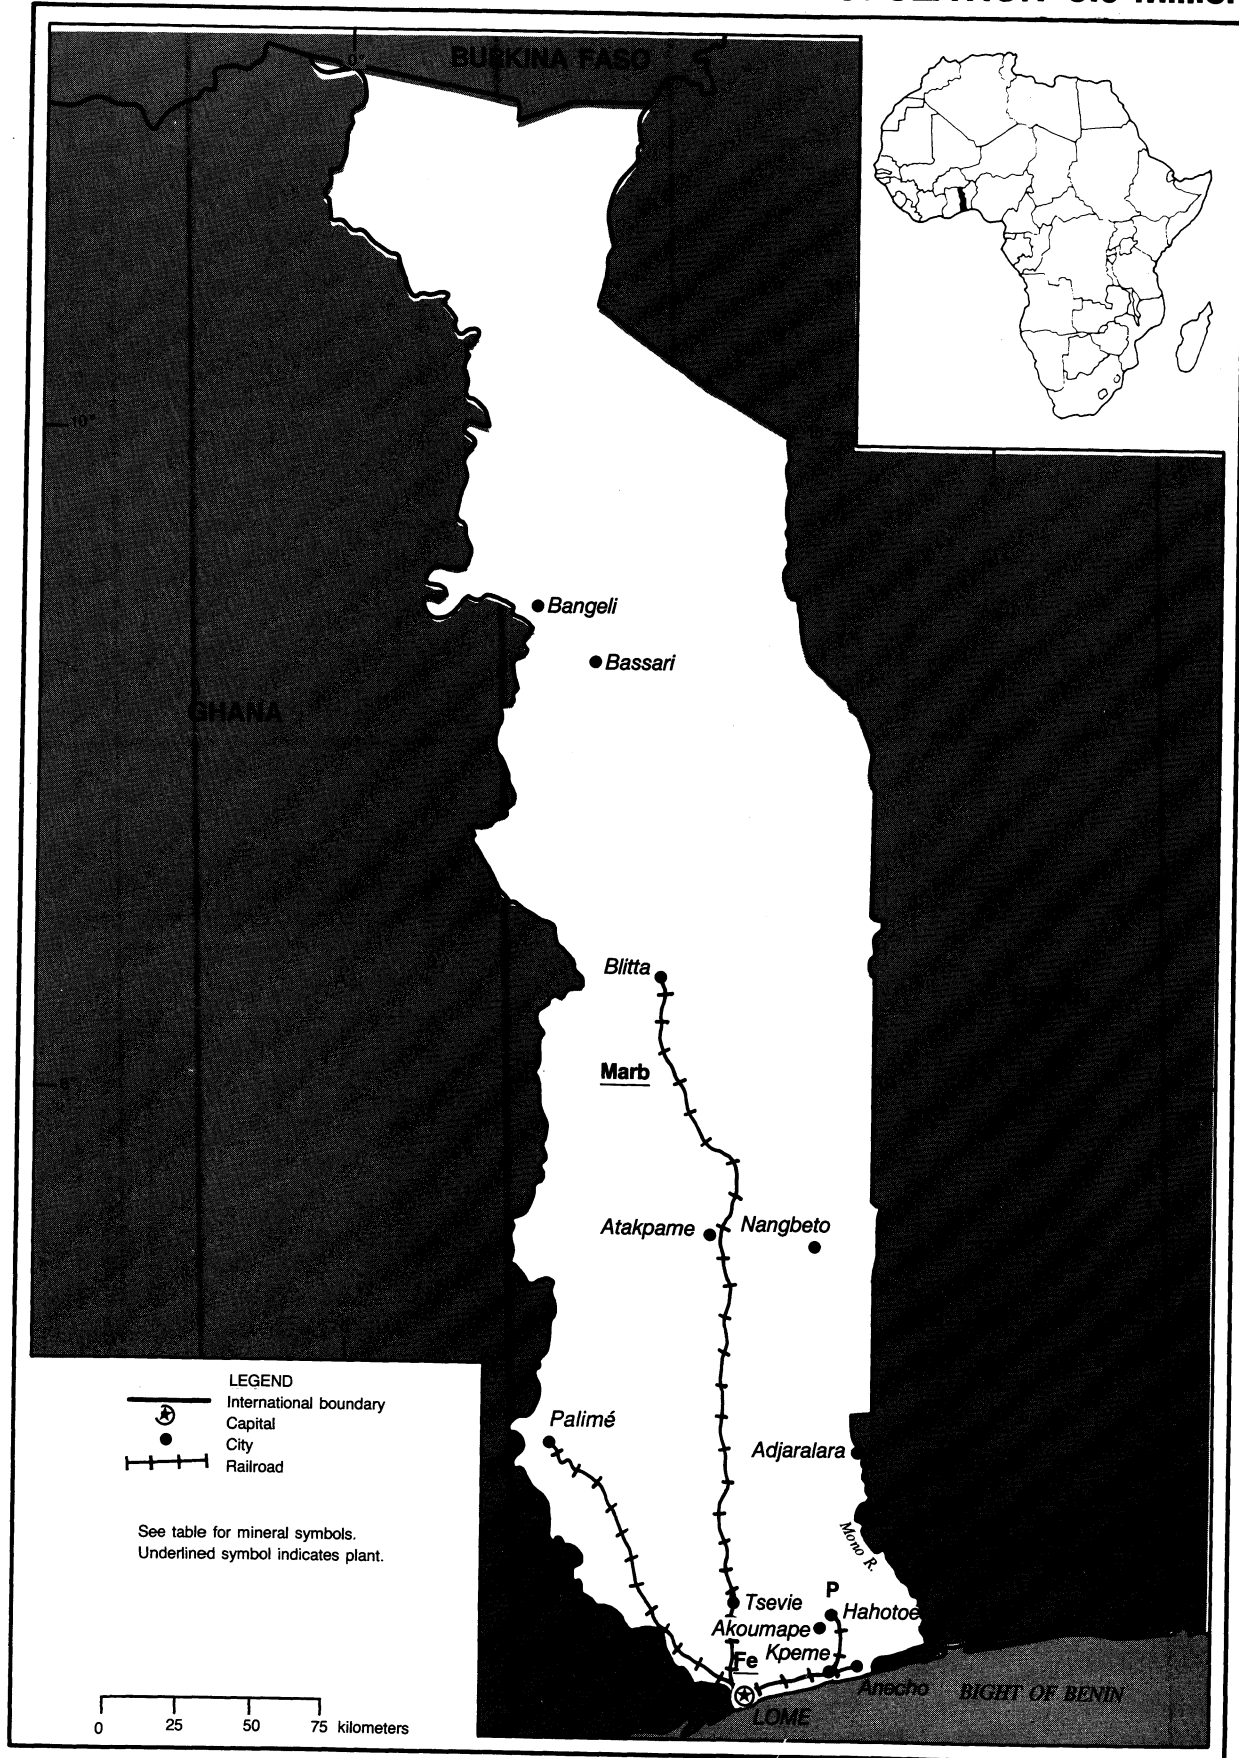 0°
BURKINA FASO
10°
Bangeli
Bassari
GHANA
Blitta
Marb
8°
Atakpame
Nangbeto
LEGEND
International boundary
Capital
City
Railroad
Palimé
Adjaralara
See table for mineral symbols.
Underlined symbol indicates plant.
Mono R.
P
Hahotoe
Tsevie
Akoumape
Kpeme
Fe
Anecho
BIGHT OF BENIN
LOME
0 25 50 75 kilometers